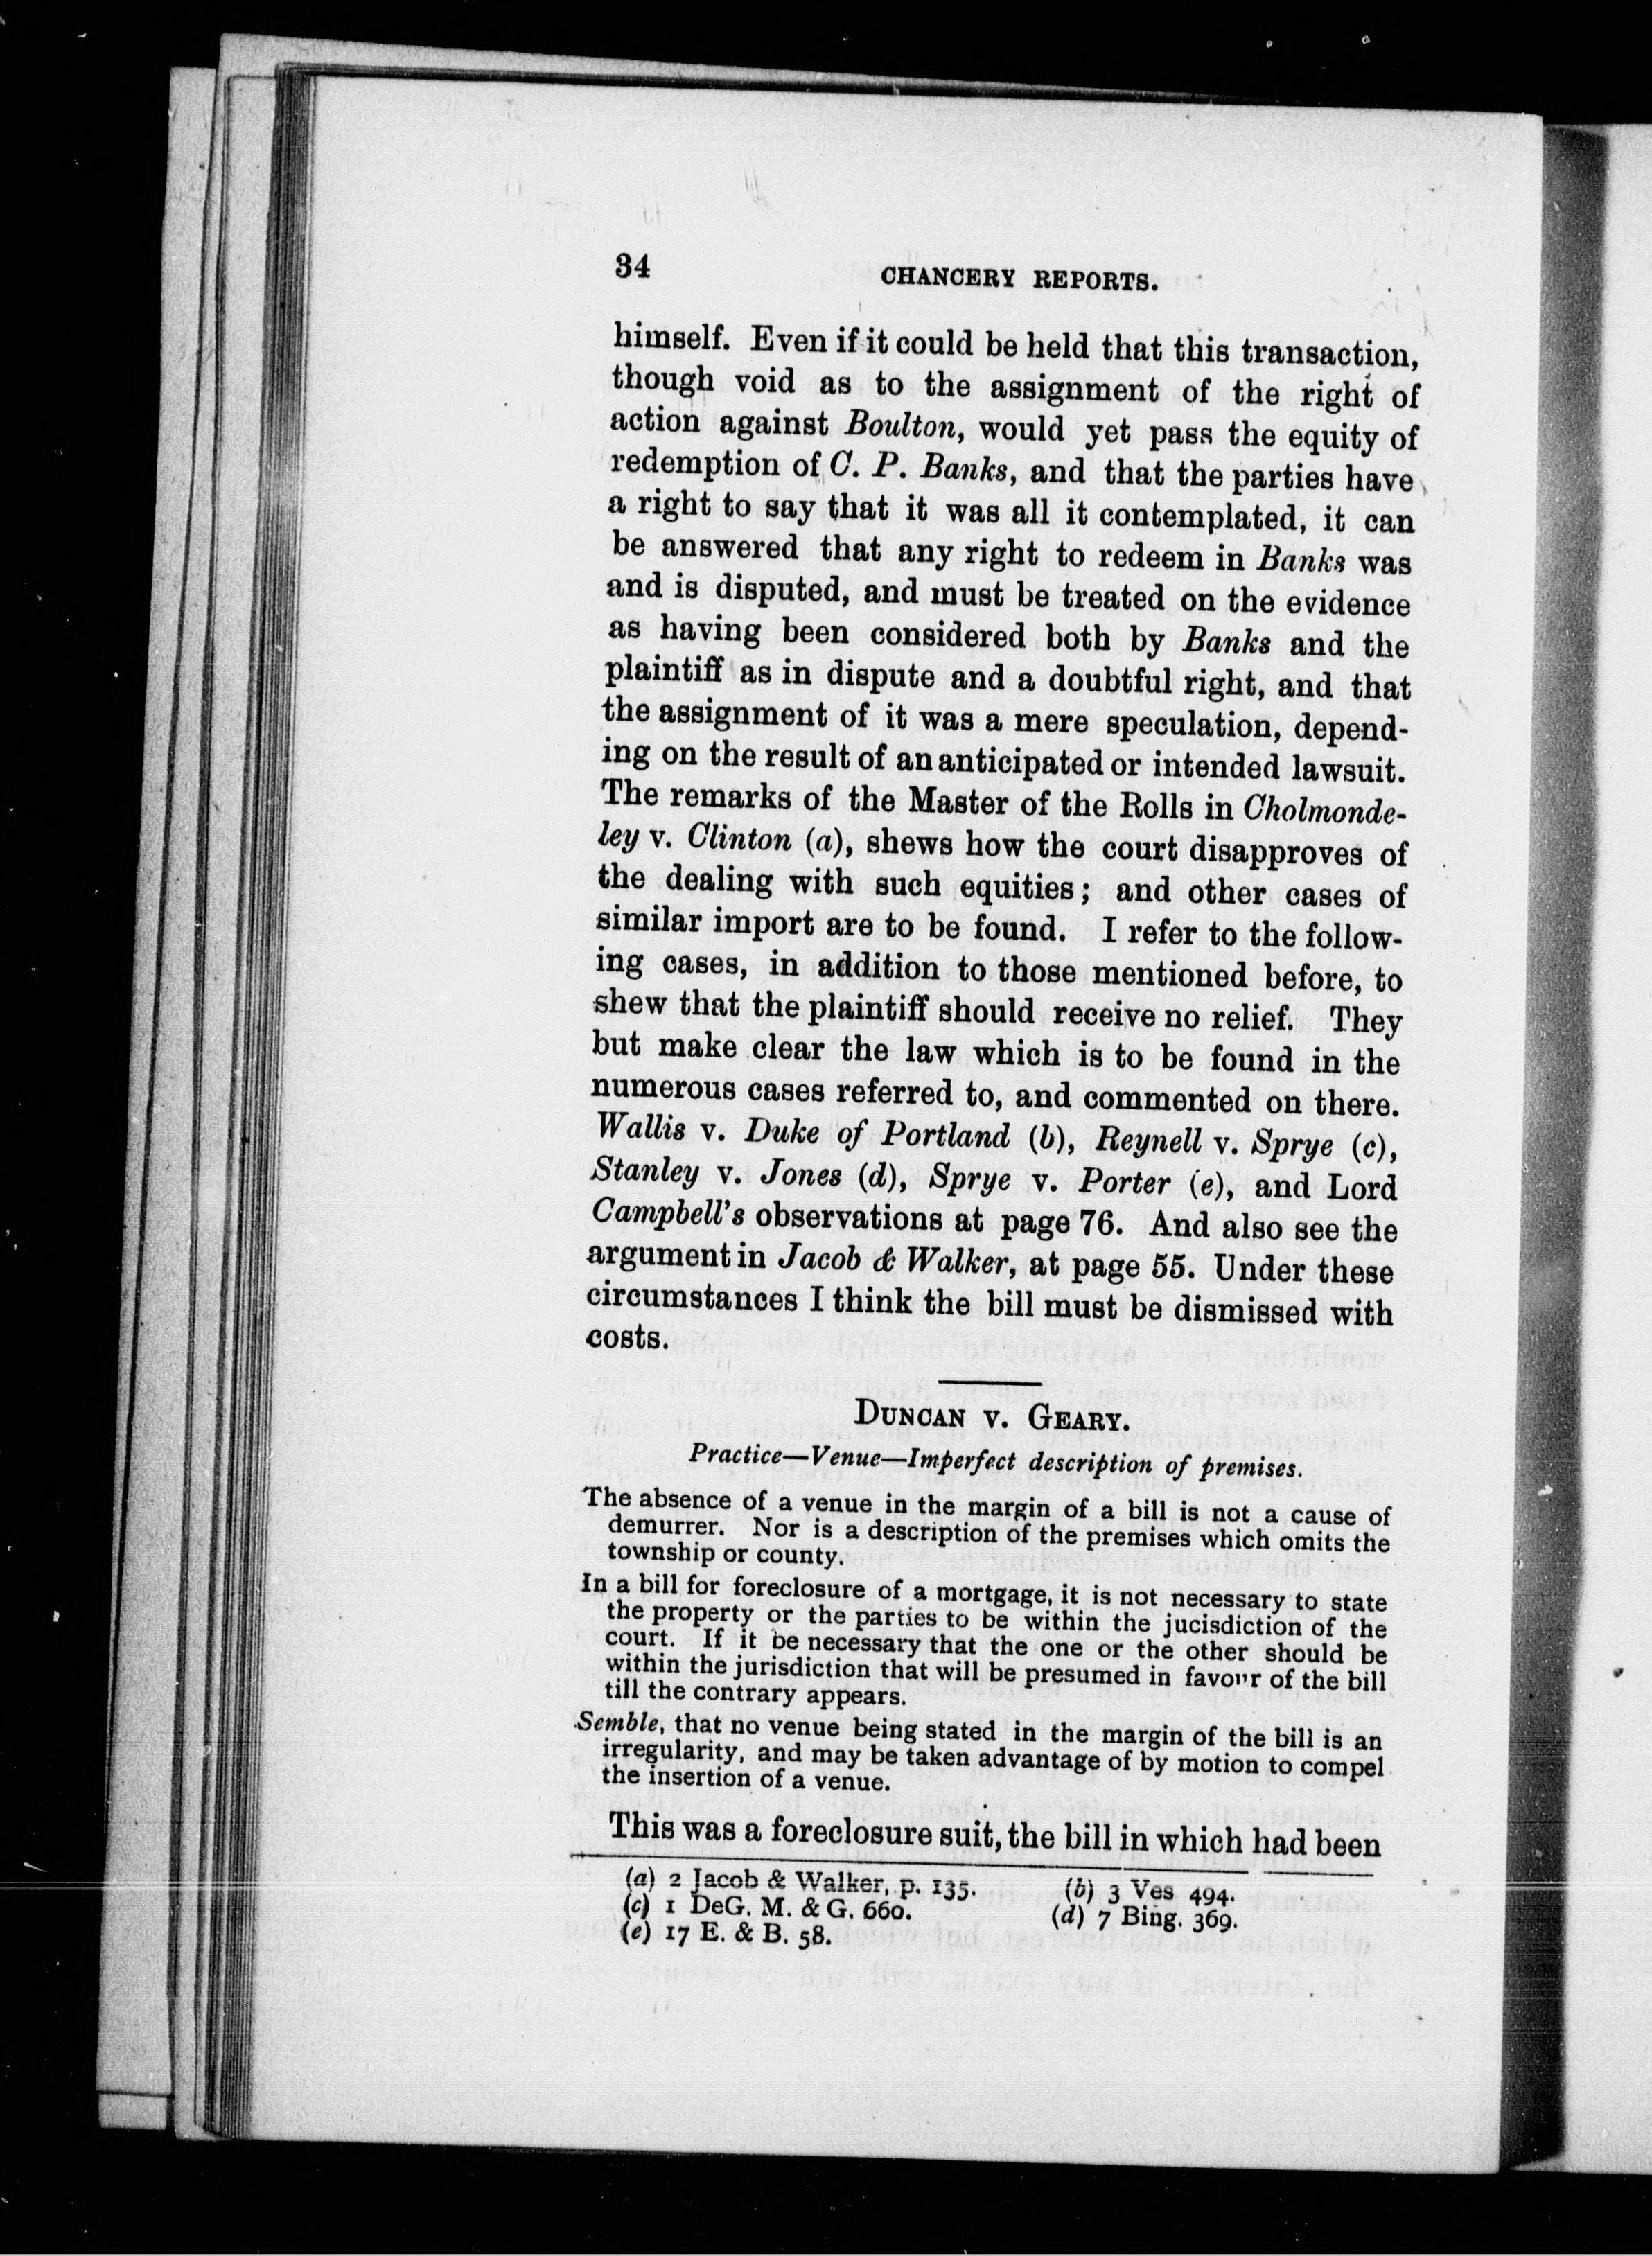 34
CHANCERY REPORTS.
himself. Even if it could be held that this transaction,
though void as to the assignment of the right of
action against Boulton, would yet pass the equity of
redemption of C. P. Banks, and that the parties have
a right to say that it was all it contemplated, it can
be answered that any right to redeem in Banks was
and is disputed, and must be treated on the evidence
as having been considered both by Banks and the
plaintiff as in dispute and a doubtful right, and that
the assignment of it was a mere speculation, depend-
ing on the result of an anticipated or intended lawsuit.
The remarks of the Master of the Rolls in Cholmonde-
ley v. Clinton (a), shews how the court disapproves of
the dealing with such equities; and other cases of
similar import are to be found. I refer to the follow-
ing cases, in addition to those mentioned before, to
shew that the plaintiff should receive no relief. They
but make clear the law which is to be found in the
numerous cases referred to, and commented on there.
Wallis v. Duke of Portland (b), Reynell v. Sprye (c),
Stanley v. Jones (d), Sprye v. Porter (e), and Lord
Campbell's observations at page 76. And also see the
argument in Jacob & Walker, at page 55. Under these
circumstances I think the bill must be dismissed with
costs.
DUNCAN V. GEARY.
Practice—Venue—Imperfect description of premises.
The absence of a venue in the margin of a bill is not a cause of
demurrer. Nor is a description of the premises which omits the
township or county.
In a bill for foreclosure of a mortgage, it is not necessary to state
the property or the parties to be within the jucisdiction of the
court. If it be necessary that the one or the other should be
within the jurisdiction that will be presumed in favour of the bill
till the contrary appears.
Semble, that no venue being stated in the margin of the bill is an
irregularity, and may be taken advantage of by motion to compel
the insertion of a venue.
This was a foreclosure suit, the bill in which had been
(a) 2 Jacob & Walker, p. 135. (b) 3 Ves 494.
(c) 1 DeG. M. & G. 660. (d) 7 Bing. 369.
(e) 17 E. & B. 58.